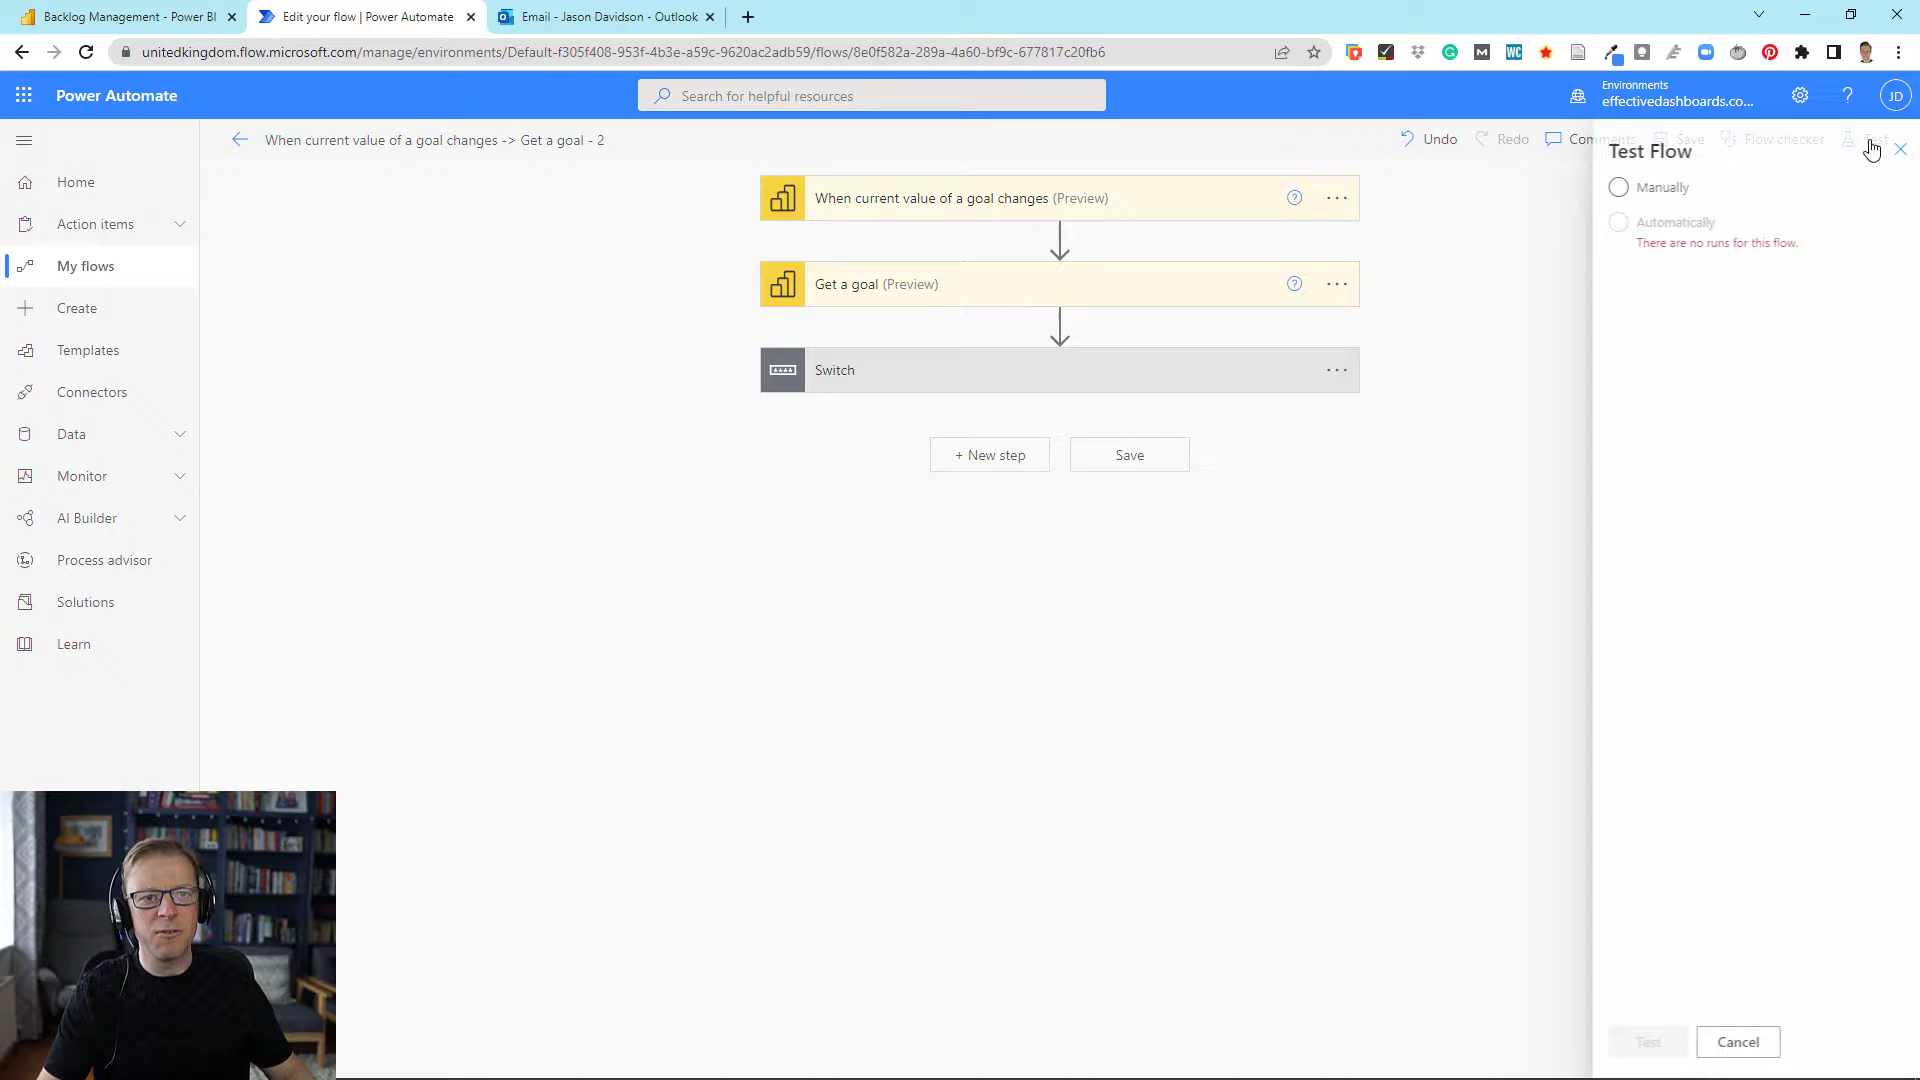 Backlog Management - Power BI
Edit your flow | Power Automate
Email - Jason Davidson - Outlook
unitedkingdom.flow.microsoft.com/manage/environments/Default-f305f408-953f-4b3e-a59c-9620ac2adb59/flows/8e0f582a-289a-4a60-bf9c-677817c20fb6
Power Automate
Search for helpful resources
Environments
effectivedashboards.co...
JD
When current value of a goal changes -> Get a goal - 2
Undo
Redo
Comments
Save
Flow checker
Test
Home
Action items
My flows
Create
Templates
Connectors
Data
Monitor
AI Builder
Process advisor
Solutions
Learn
When current value of a goal changes (Preview)
Get a goal (Preview)
Switch
+ New step
Save
Test Flow
Manually
Automatically
There are no runs for this flow.
Test
Cancel